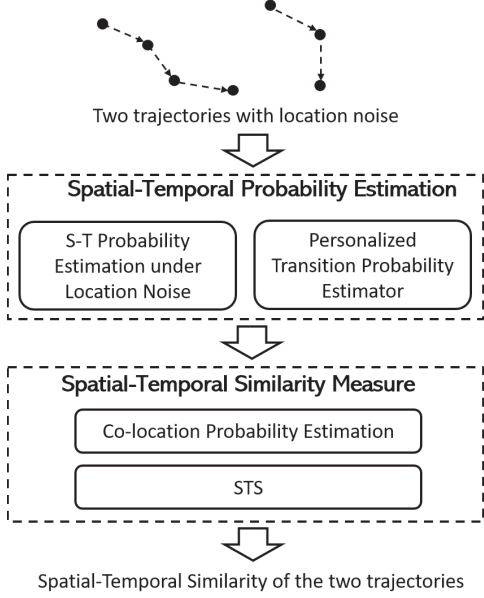 Two trajectories with location noise
Spatial-Temporal Probability Estimation
S-T Probability
Estimation under
Location Noise
Personalized
Transition Probability
Estimator
Spatial-Temporal Similarity Measure
Co-location Probability Estimation
STS
Spatial-Temporal Similarity of the two trajectories